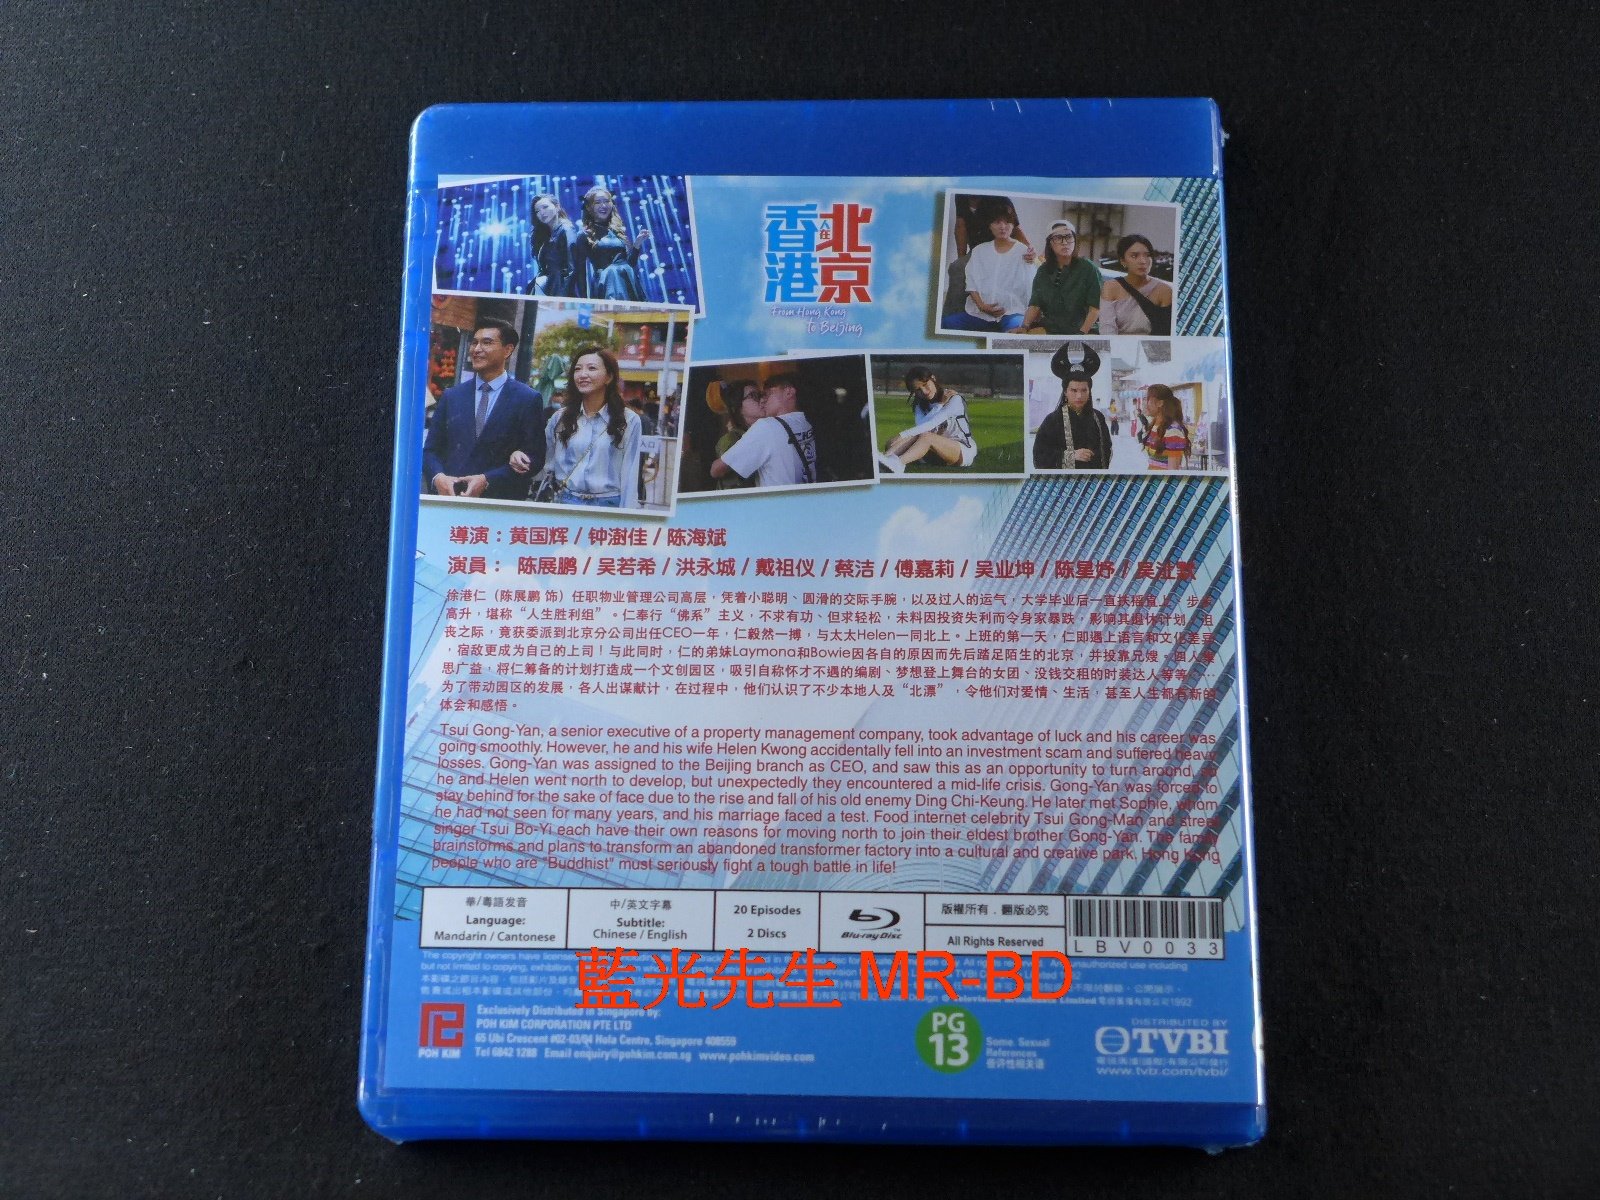 香港人在北京
From Hong Kong
To Beijing
入口
導演：黄国辉 / 钟澍佳 / 陈海斌
演員： 陈展鹏 / 吴若希 / 洪永城 / 戴祖仪 / 蔡洁 / 傅嘉莉 / 吴业坤 / 陈星妤 /
徐港仁（陈展鹏 饰）任职物业管理公司高层，凭着小聪明、圆滑的交际手腕，以及过人的运气，大学毕业后一直扶摇直上，步步
高升，堪称“人生胜利组”。仁奉行“佛系”主义，不求有功、但求轻松，未料因投资失利而令身家暴跌，影响其退休计划。沮
丧之际，竟获委派到北京分公司出任CEO一年，仁毅然一搏，与太太Helen一同北上。上班的第一天，仁即遇上语言和文化差异，
宿敌更成为自己的上司！与此同时，仁的弟妹Laymona和Bowie因各自的原因而先后踏足陌生的北京，并投靠兄嫂。四人集
思广益，将仁筹备的计划打造成一个文创园区，吸引自称怀才不遇的编剧、梦想登上舞台的女团、没钱交租的时装达人等等……
为了带动园区的发展，各人出谋献计，在过程中，他们认识了不少本地人及“北漂”，令他们对爱情、生活，甚至人生都有新的
体会和感悟。
Tsui Gong-Yan, a senior executive of a property management company, took advantage of luck and his career was
going smoothly. However, he and his wife Helen Kwong accidentally fell into an investment scam and suffered heavy
losses. Gong-Yan was assigned to the Beijing branch as CEO, and saw this as an opportunity to turn around, so
he and Helen went north to develop, but unexpectedly they encountered a mid-life crisis. Gong-Yan was forced to
stay behind for the sake of face due to the rise and fall of his old enemy Ding Chi-Keung. He later met Sophie, whom
he had not seen for many years, and his marriage faced a test. Food internet celebrity Tsui Gong-Man and street
singer Tsui Bo-Yi each have their own reasons for moving north to join their eldest brother Gong-Yan. The family
brainstorms and plans to transform an abandoned transformer factory into a cultural and creative park. Hong Kong
people who are "Buddhist" must seriously fight a tough battle in life!
華/粵語发音
Language:
Mandarin / Cantonese
中/英文字幕
Subtitle:
Chinese / English
20 Episodes
2 Discs
Blu-ray Disc
版權所有．翻版必究
All Rights Reserved
LBV0033
藍光先生 MR-BD
POH KIM
Exclusively Distributed in Singapore by:
POH KIM CORPORATION PTE LTD
65 Ubi Crescent #02-03/04 Hola Centre, Singapore 408559
Tel 6842 1288 Email enquiry@pohkim.com.sg www.pohkimvideo.com
PG
13
Some Sexual
References
些许性相关语
DISTRIBUTED BY
TVBI
電視廣播(國際)有限公司發行
www.tvb.com/tvbi/